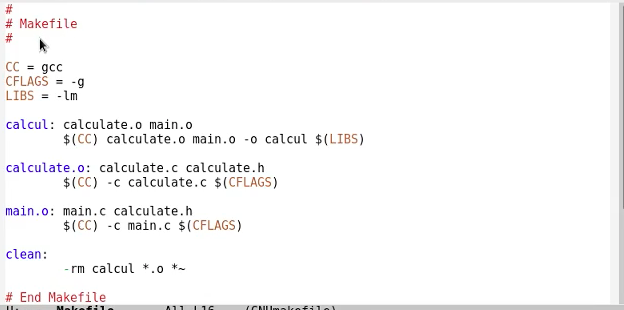 #
# Makefile
#
CC = gcc
CFLAGS = -g
LIBS = -lm
calcul: calculate.o main.o
$(CC) calculate.o main.o -o calcul $(LIBS)
calculate.o: calculate.c calculate.h
$(CC) -c calculate.c $(CFLAGS)
main.o: main.c calculate.h
$(CC) -c main.c $(CFLAGS)
clean:
-rm calcul *.o *~
# End Makefile
Makefile All L16 (GNUmakefile)